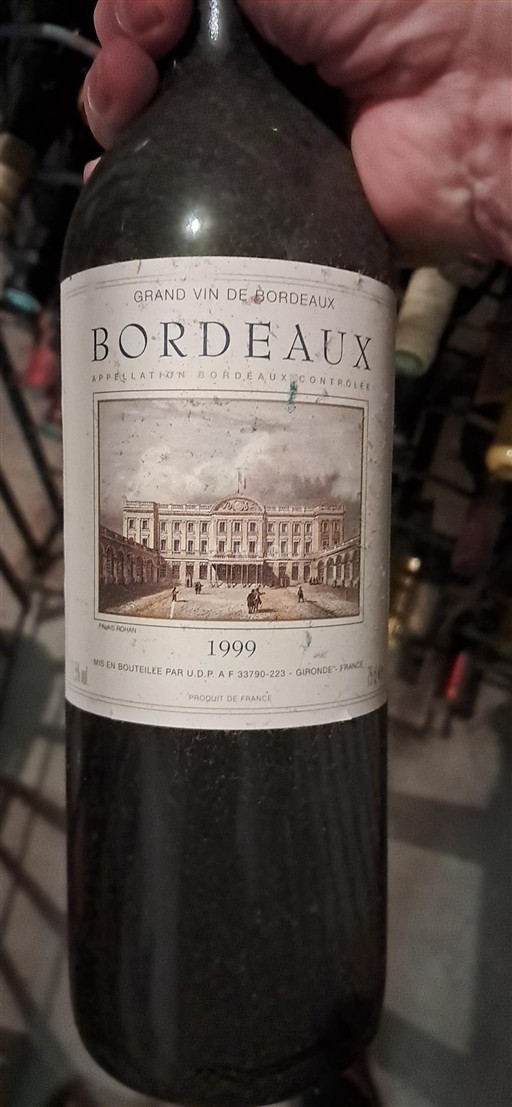 GRAND VIN DE BORDEAUX
BORDEAUX
APPELLATION BORDEAUX CONTRÔLÉE
PALAIS ROHAN
1999
MIS EN BOUTEILLE PAR U.D.P. A F 33790-223 - GIRONDE - FRANCE
PRODUIT DE FRANCE